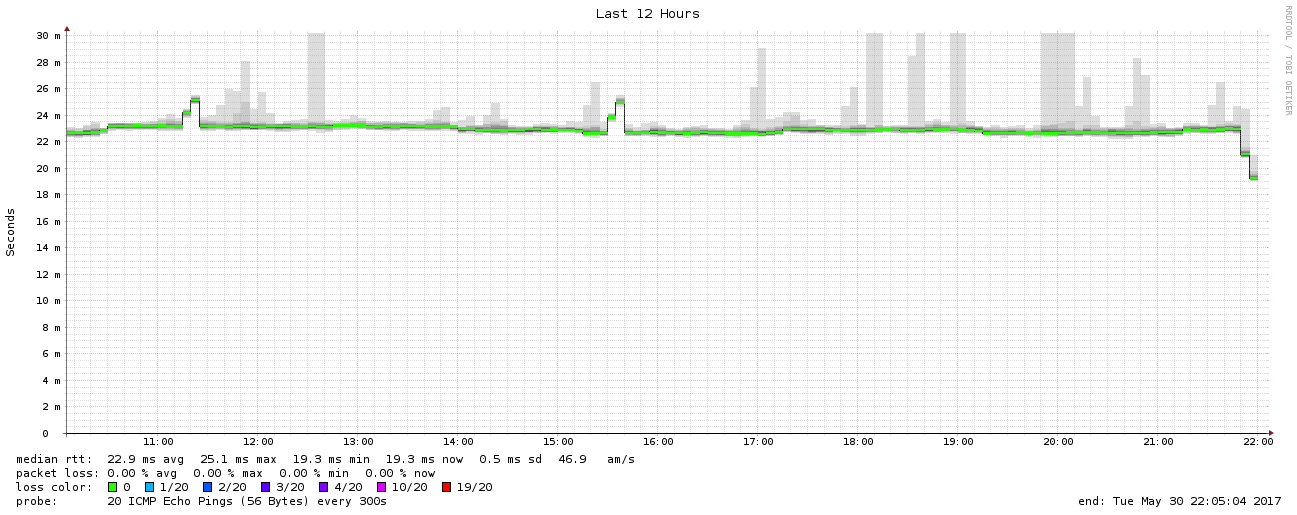 Last 12 Hours
RRDTOOL / TOBI OETIKER
Seconds
30 m
28 m
26 m
24 m
22 m
20 m
18 m
16 m
14 m
12 m
10 m
8 m
6 m
4 m
2 m
0
11:00 12:00 13:00 14:00 15:00 16:00 17:00 18:00 19:00 20:00 21:00 22:00
median rtt: 22.9 ms avg 25.1 ms max 19.3 ms min 19.3 ms now 0.5 ms sd 46.9 am/s
packet loss: 0.00 % avg 0.00 % max 0.00 % min 0.00 % now
loss color: 0 1/20 2/20 3/20 4/20 10/20 19/20
probe: 20 ICMP Echo Pings (56 Bytes) every 300s end: Tue May 30 22:05:04 2017